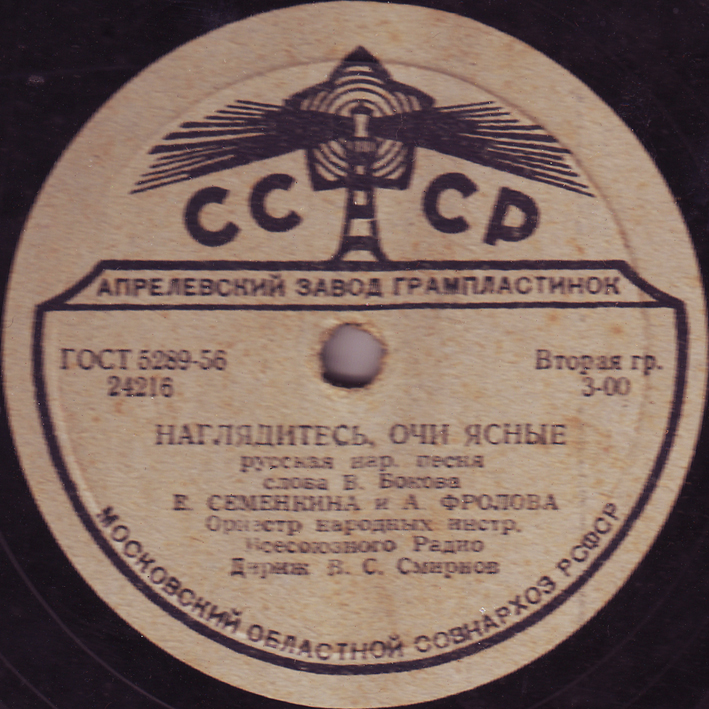 СССР
АПРЕЛЕВСКИЙ ЗАВОД ГРАМПЛАСТИНОК
ГОСТ 5289-56
24216
Вторая гр.
3-00
НАГЛЯДИТЕСЬ, ОЧИ ЯСНЫЕ
русская нар. песня
слова В. Бокова
Е. СЕМЕНКИНА и А. ФРОЛОВА
Оркестр народных инстр.
Всесоюзного Радио
Дириж В. С. Смирнов
МОСКОВСКИЙ ОБЛАСТНОЙ СОВНАРХОЗ РСФСР